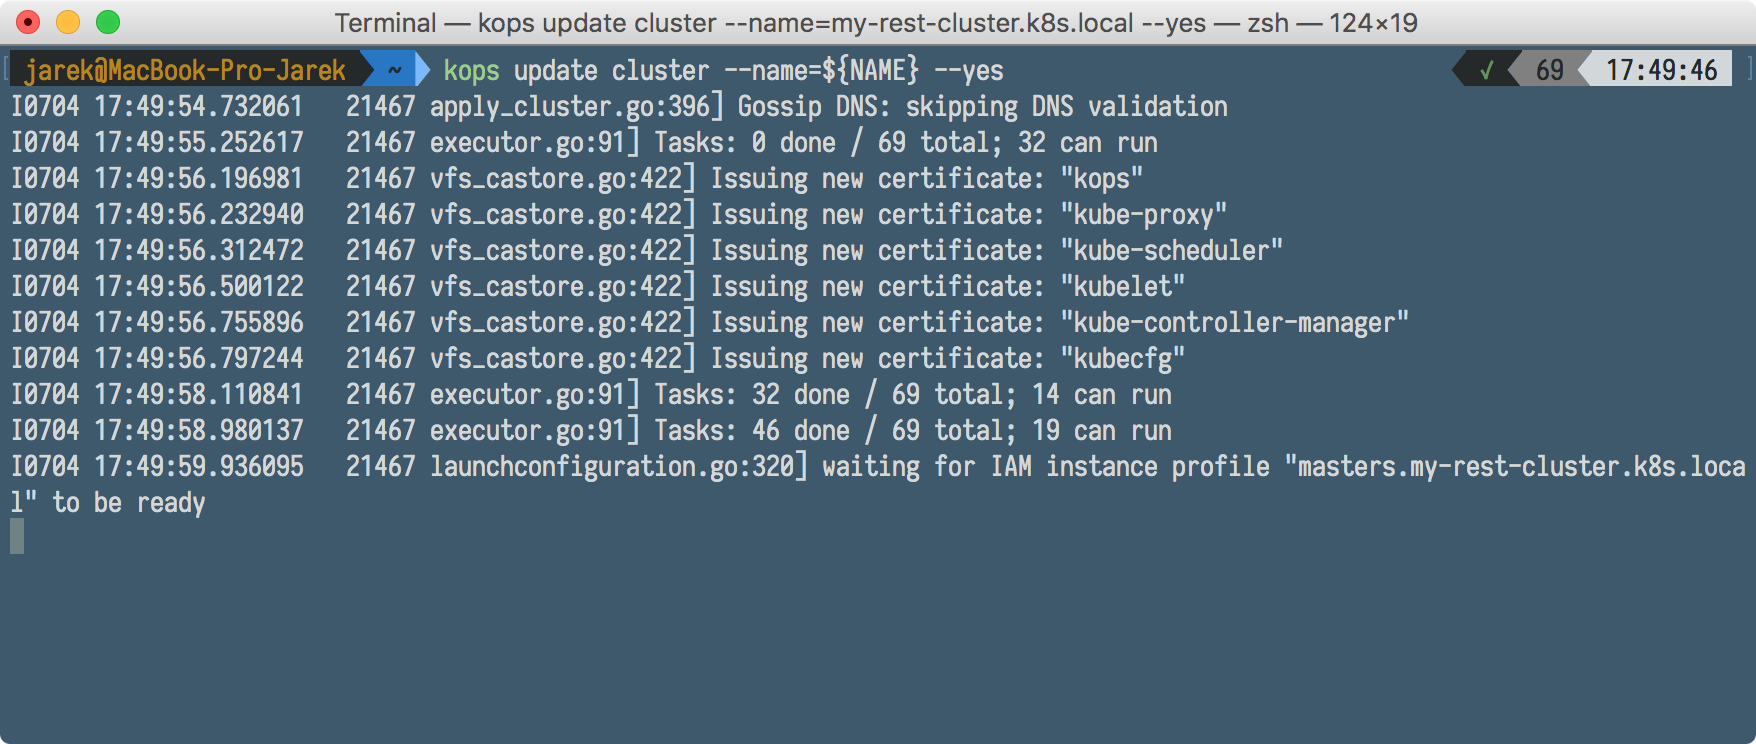 Terminal — kops update cluster --name=my-rest-cluster.k8s.local --yes — zsh — 124×19
jarek@MacBook-Pro-Jarek ~ kops update cluster --name=${NAME} --yes ✓ 69 17:49:46
I0704 17:49:54.732061   21467 apply_cluster.go:396] Gossip DNS: skipping DNS validation
I0704 17:49:55.252617   21467 executor.go:91] Tasks: 0 done / 69 total; 32 can run
I0704 17:49:56.196981   21467 vfs_castore.go:422] Issuing new certificate: "kops"
I0704 17:49:56.232940   21467 vfs_castore.go:422] Issuing new certificate: "kube-proxy"
I0704 17:49:56.312472   21467 vfs_castore.go:422] Issuing new certificate: "kube-scheduler"
I0704 17:49:56.500122   21467 vfs_castore.go:422] Issuing new certificate: "kubelet"
I0704 17:49:56.755896   21467 vfs_castore.go:422] Issuing new certificate: "kube-controller-manager"
I0704 17:49:56.797244   21467 vfs_castore.go:422] Issuing new certificate: "kubecfg"
I0704 17:49:58.110841   21467 executor.go:91] Tasks: 32 done / 69 total; 14 can run
I0704 17:49:58.980137   21467 executor.go:91] Tasks: 46 done / 69 total; 19 can run
I0704 17:49:59.936095   21467 launchconfiguration.go:320] waiting for IAM instance profile "masters.my-rest-cluster.k8s.loca
l" to be ready